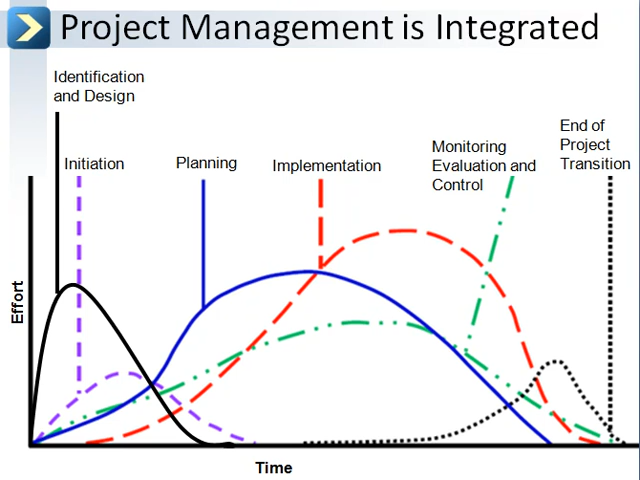 Project Management is Integrated
Identification
and Design
Initiation
Planning
Implementation
Monitoring
Evaluation and
Control
End of
Project
Transition
Effort
Time